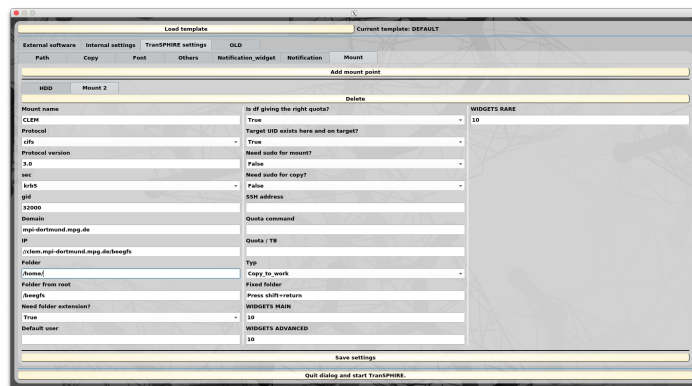 Load template Current template: DEFAULT
External software Internal settings TranSPHIRE settings OLD
Path Copy Font Others Notification_widget Notification Mount
Add mount point
HDD Mount 2
Delete
Mount name Is df giving the right quota? WIDGETS RARE
CLEM True 10
Protocol Target UID exists here and on target?
cifs True
Protocol version Need sudo for mount?
3.0 False
sec Need sudo for copy?
krb5 False
gid SSH address
32000
Domain Quota command
mpi-dortmund.mpg.de
IP Quota / TB
//clem.mpi-dortmund.mpg.de/beegfs
Folder Typ
/home/ Copy_to_work
Folder from root Fixed folder
/beegfs Press shift+return
Need folder extension? WIDGETS MAIN
True 10
Default user WIDGETS ADVANCED
10
Save settings
Quit dialog and start TranSPHIRE.